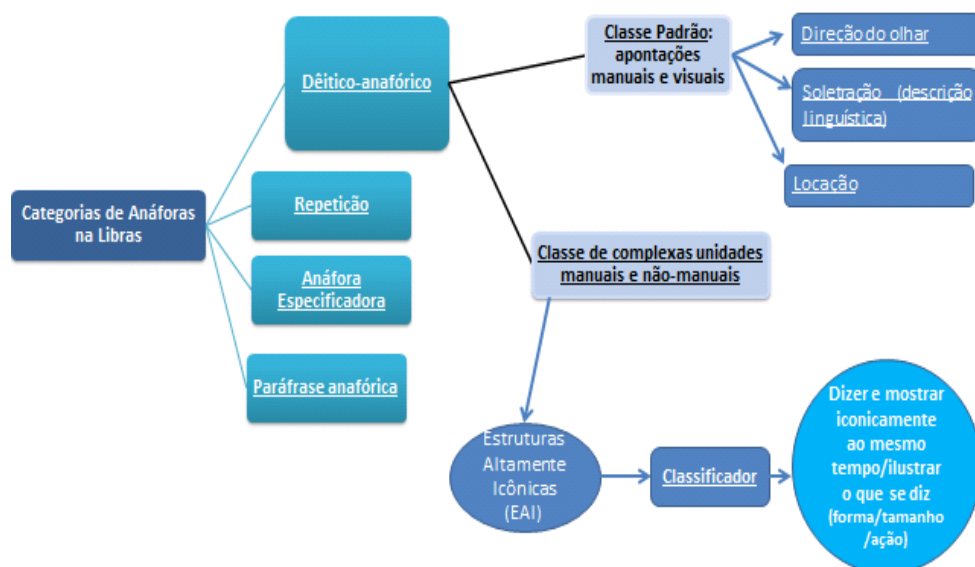 Categorias de Anáforas
na Libras
Dêitico-anafórico
Repetição
Anáfora
Especificadora
Paráfrase anafórica
Classe Padrão:
apontações
manuais e visuais
Direção do olhar
Soletração (descrição
linguística)
Locação
Classe de complexas unidades
manuais e não-manuais
Estruturas
Altamente
Icônicas
(EAI)
Classificador
Dizer e mostrar
iconicamente
ao mesmo
tempo/ilustrar
o que se diz
(forma/tamanho
/ação)